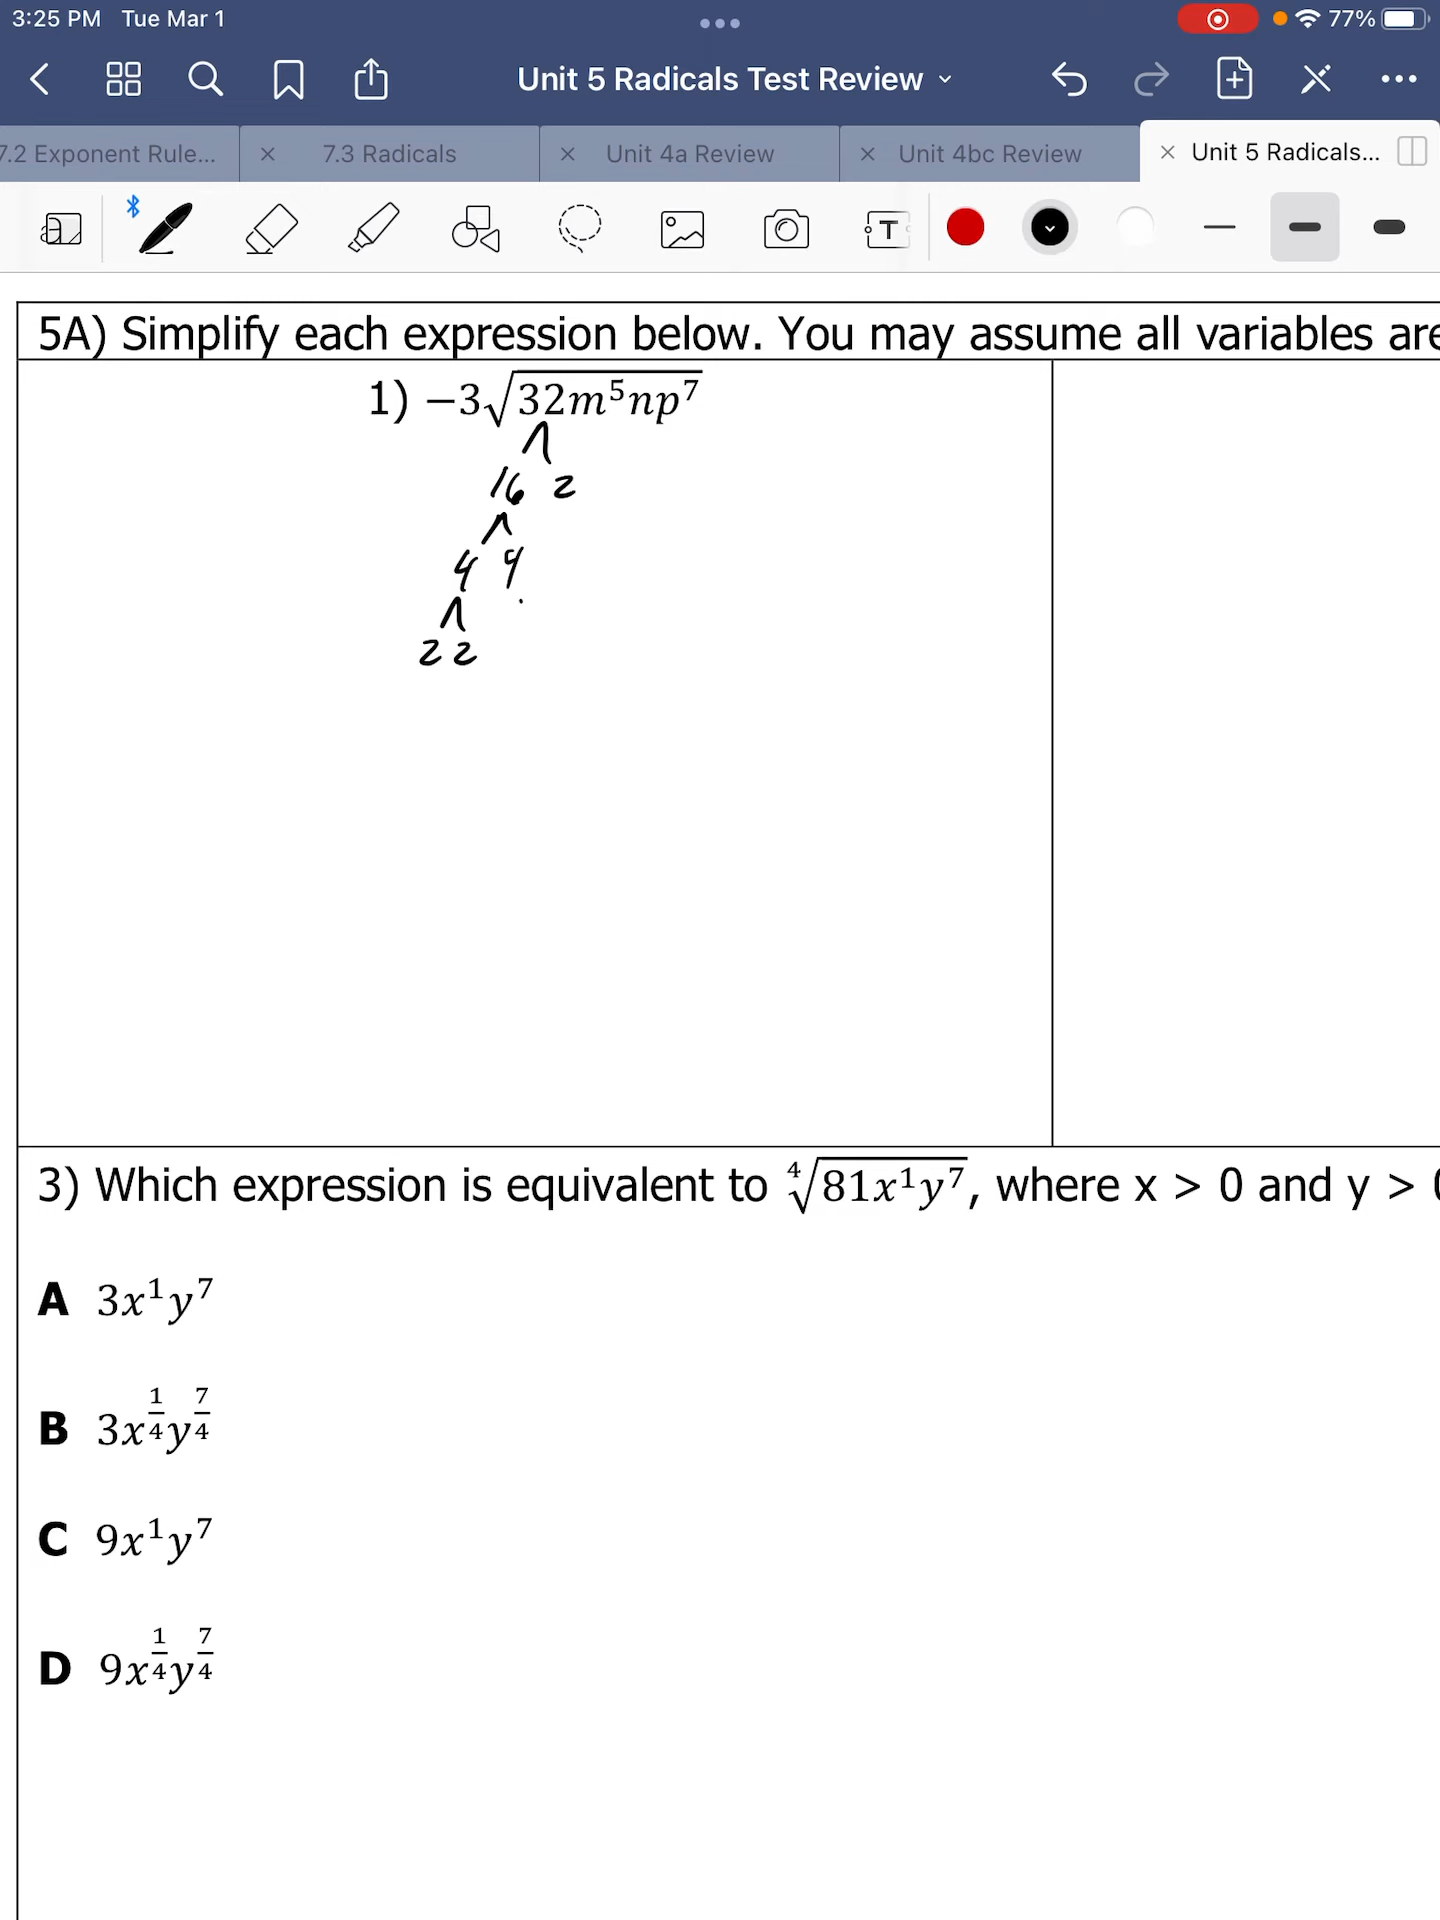 3:25 PM Tue Mar 1
77%
Unit 5 Radicals Test Review
7.2 Exponent Rule...
7.3 Radicals
Unit 4a Review
Unit 4bc Review
Unit 5 Radicals...
5A) Simplify each expression below. You may assume all variables are
1) −3√32m⁵np⁷
16 2
4 4
2 2
3) Which expression is equivalent to ⁴√81x¹y⁷, where x > 0 and y >
A 3x¹y⁷
B 3x^(1/4)y^(7/4)
C 9x¹y⁷
D 9x^(1/4)y^(7/4)